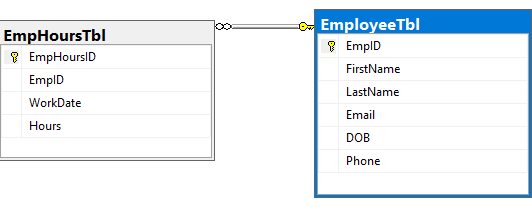 EmpHoursTbl
EmpHoursID
EmpID
WorkDate
Hours
EmployeeTbl
EmpID
FirstName
LastName
Email
DOB
Phone